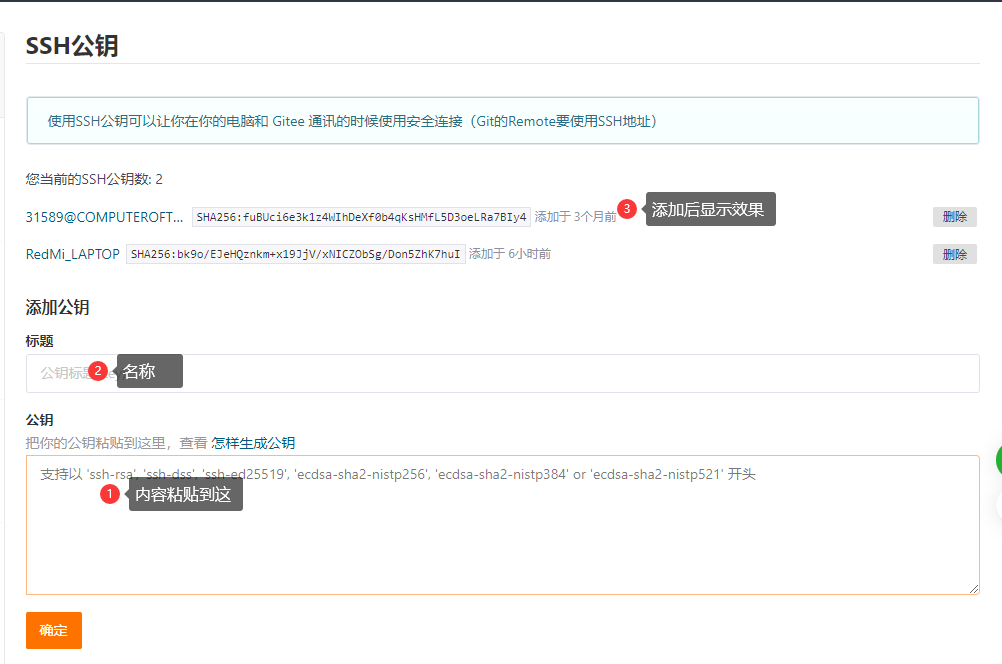 SSH公钥
使用SSH公钥可以让你在你的电脑和 Gitee 通讯的时候使用安全连接（Git的Remote要使用SSH地址）
您当前的SSH公钥数: 2
31589@COMPUTEROFT... SHA256:fuBUci6e3k1z4WIhDeXf0b4qKsHMfL5D3oeLRa7BIy4 添加于 3个月前 3 添加后显示效果 删除
RedMi_LAPTOP SHA256:bk9o/EJeHQznkm+x19JjV/xNICZObSg/Don5ZhK7huI 添加于 6小时前 删除
添加公钥
标题
公钥标题 2 名称
公钥
把你的公钥粘贴到这里，查看 怎样生成公钥
支持以 'ssh-rsa', 'ssh-dss', 'ssh-ed25519', 'ecdsa-sha2-nistp256', 'ecdsa-sha2-nistp384' or 'ecdsa-sha2-nistp521' 开头
1 内容粘贴到这
确定